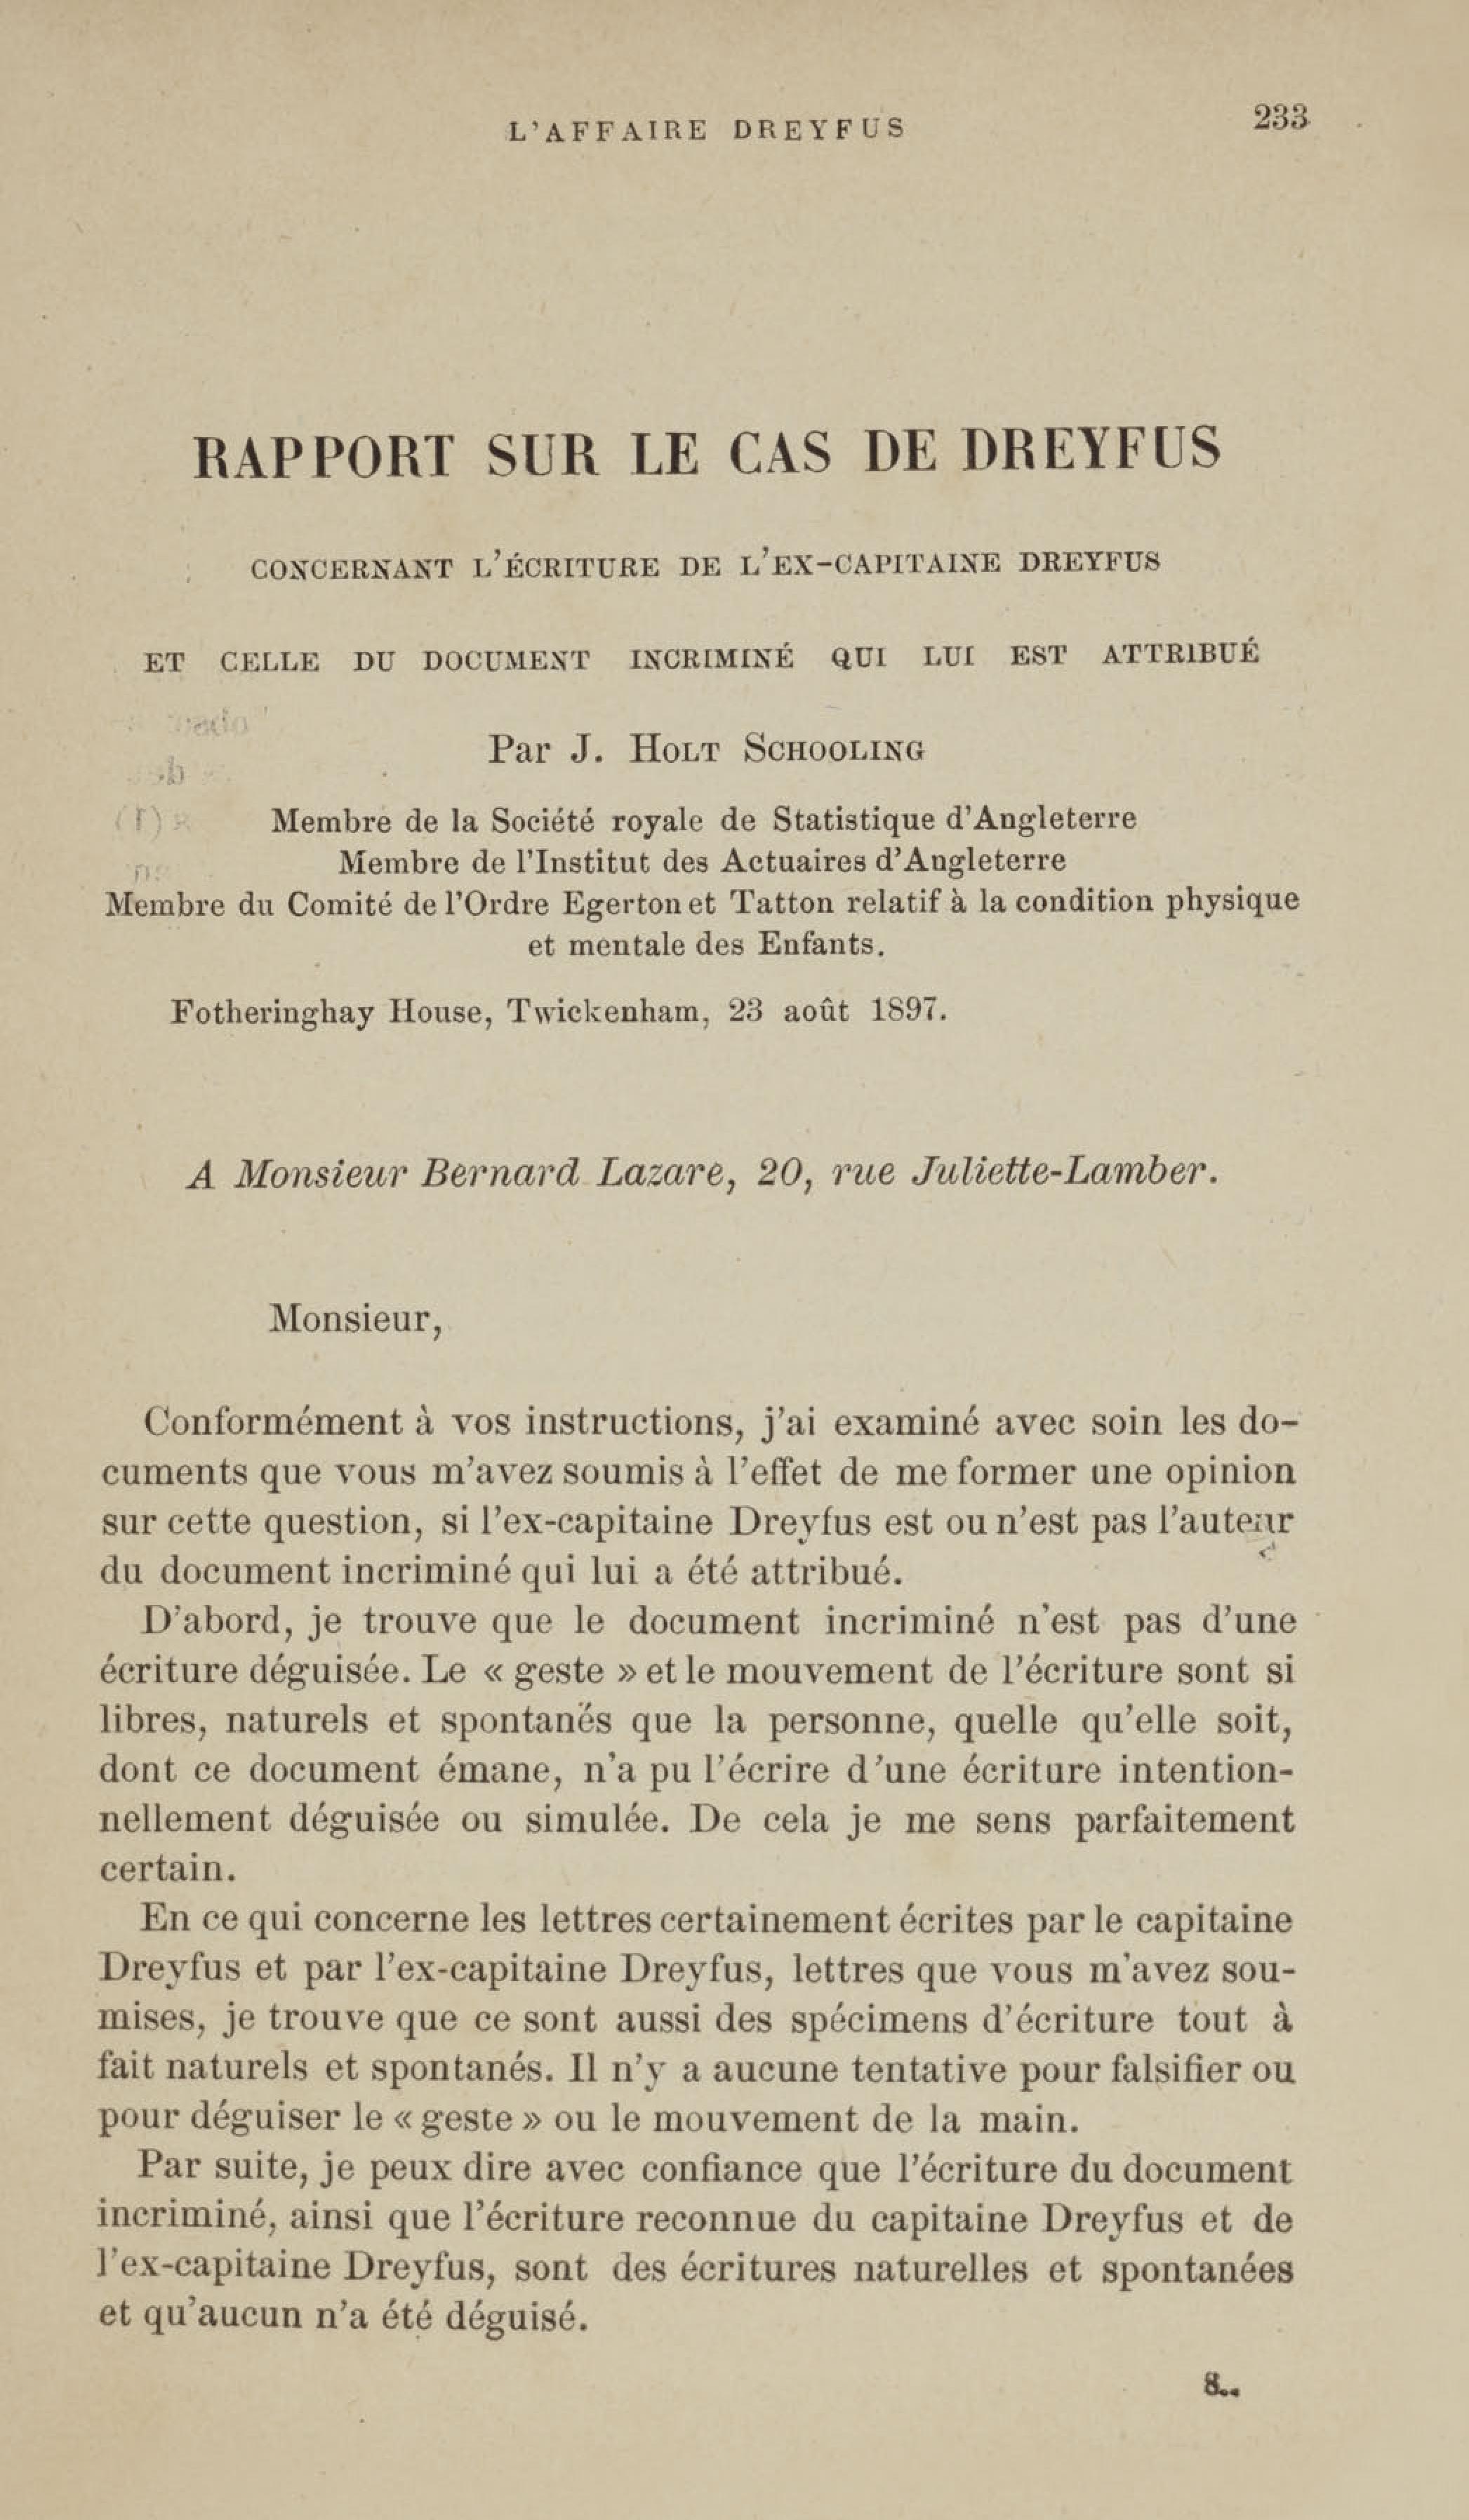 L'AFFAIRE DREYFUS 233
RAPPORT SUR LE CAS DE DREYFUS
CONCERNANT L'ÉCRITURE DE L'EX-CAPITAINE DREYFUS
ET CELLE DU DOCUMENT INCRIMINÉ QUI LUI EST ATTRIBUÉ
Par J. HOLT SCHOOLING
Membre de la Société royale de Statistique d'Angleterre
Membre de l'Institut des Actuaires d'Angleterre
Membre du Comité de l'Ordre Egerton et Tatton relatif à la condition physique
et mentale des Enfants.
Fotheringhay House, Twickenham, 23 août 1897.
A Monsieur Bernard Lazare, 20, rue Juliette-Lamber.
Monsieur,
Conformément à vos instructions, j'ai examiné avec soin les do-
cuments que vous m'avez soumis à l'effet de me former une opinion
sur cette question, si l'ex-capitaine Dreyfus est ou n'est pas l'auteur
du document incriminé qui lui a été attribué.
D'abord, je trouve que le document incriminé n'est pas d'une
écriture déguisée. Le « geste » et le mouvement de l'écriture sont si
libres, naturels et spontanés que la personne, quelle qu'elle soit,
dont ce document émane, n'a pu l'écrire d'une écriture intention-
nellement déguisée ou simulée. De cela je me sens parfaitement
certain.
En ce qui concerne les lettres certainement écrites par le capitaine
Dreyfus et par l'ex-capitaine Dreyfus, lettres que vous m'avez sou-
mises, je trouve que ce sont aussi des spécimens d'écriture tout à
fait naturels et spontanés. Il n'y a aucune tentative pour falsifier ou
pour déguiser le « geste » ou le mouvement de la main.
Par suite, je peux dire avec confiance que l'écriture du document
incriminé, ainsi que l'écriture reconnue du capitaine Dreyfus et de
l'ex-capitaine Dreyfus, sont des écritures naturelles et spontanées
et qu'aucun n'a été déguisé.
8..